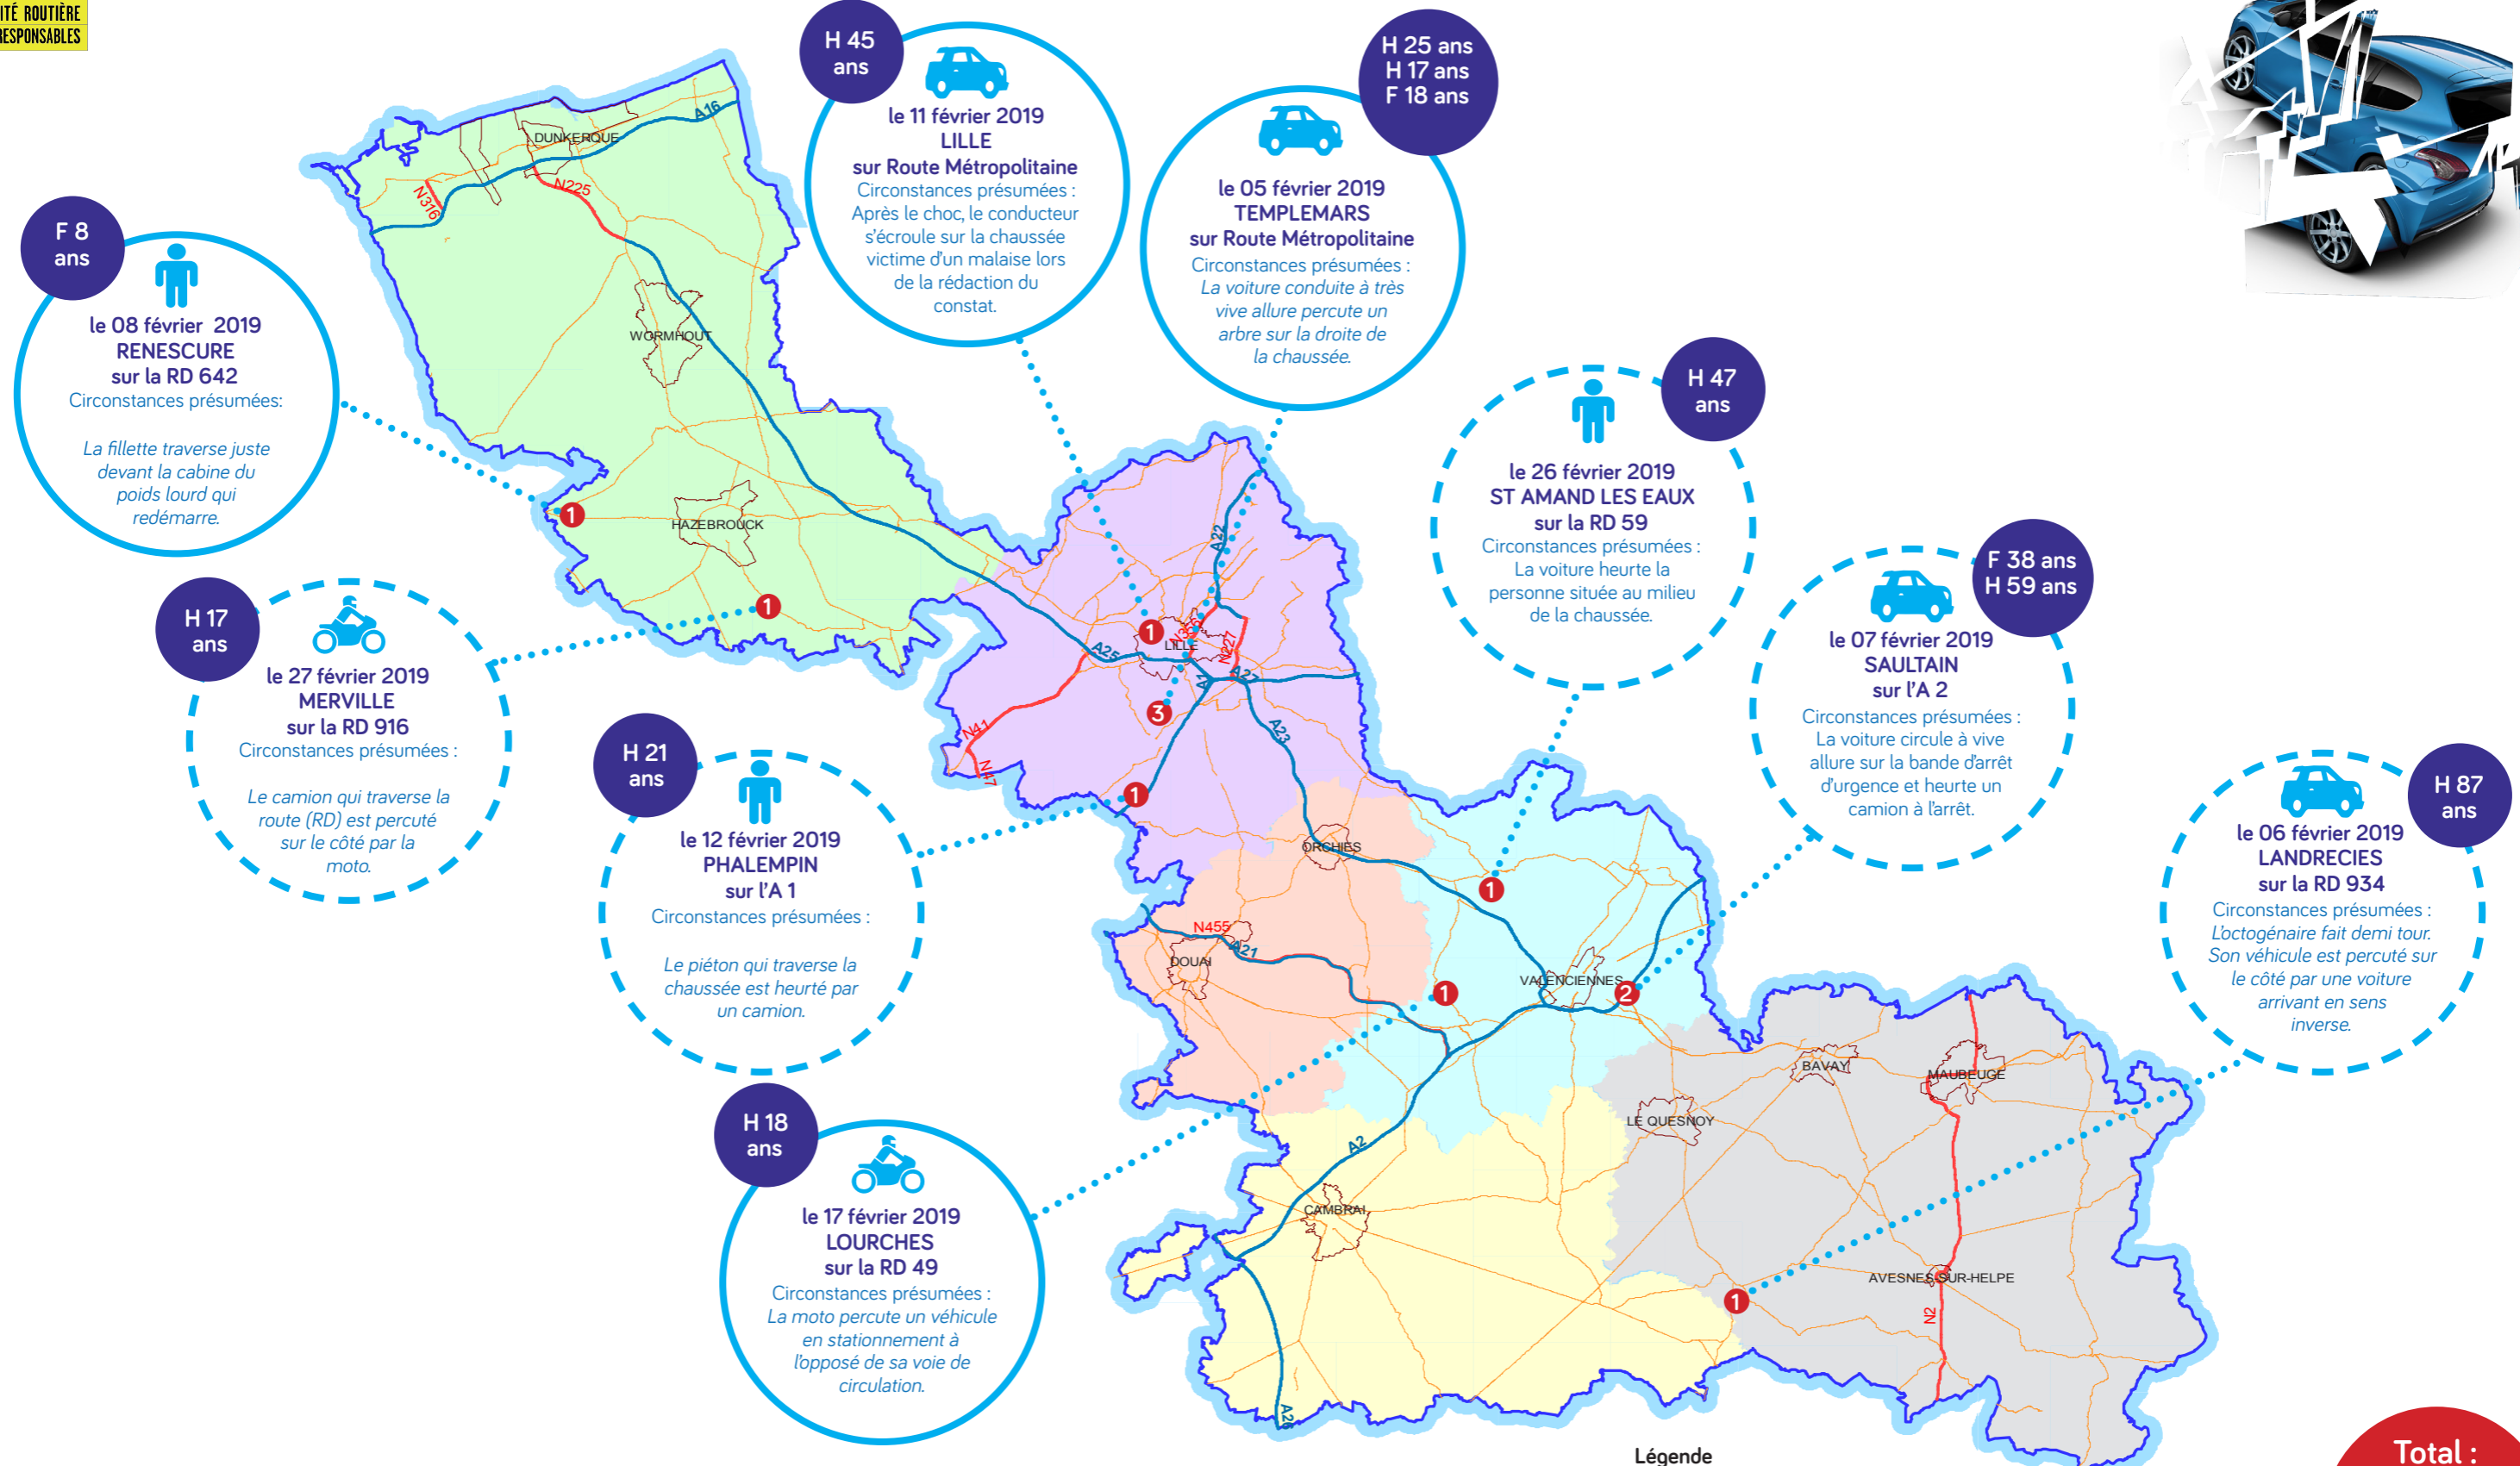 ITÉ ROUTIÈRE
RESPONSABLES
H 45
ans
le 11 février 2019
LILLE
sur Route Métropolitaine
Circonstances présumées :
Après le choc, le conducteur
s'écroule sur la chaussée
victime d'un malaise lors
de la rédaction du
constat.
H 25 ans
H 17 ans
F 18 ans
le 05 février 2019
TEMPLEMARS
sur Route Métropolitaine
Circonstances présumées :
La voiture conduite à très
vive allure percute un
arbre sur la droite de
la chaussée.
F 8
ans
le 08 février 2019
RENESCURE
sur la RD 642
Circonstances présumées:
La fillette traverse juste
devant la cabine du
poids lourd qui
redémarre.
H 47
ans
le 26 février 2019
ST AMAND LES EAUX
sur la RD 59
Circonstances présumées :
La voiture heurte la
personne située au milieu
de la chaussée.
F 38 ans
H 59 ans
le 07 février 2019
SAULTAIN
sur l'A 2
Circonstances présumées :
La voiture circule à vive
allure sur la bande d'arrêt
d'urgence et heurte un
camion à l'arrêt.
H 17
ans
le 27 février 2019
MERVILLE
sur la RD 916
Circonstances présumées :
Le camion qui traverse la
route (RD) est percuté
sur le côté par la
moto.
H 21
ans
le 12 février 2019
PHALEMPIN
sur l'A 1
Circonstances présumées :
Le piéton qui traverse la
chaussée est heurté par
un camion.
H 87
ans
le 06 février 2019
LANDRECIES
sur la RD 934
Circonstances présumées :
L'octogénaire fait demi tour.
Son véhicule est percuté sur
le côté par une voiture
arrivant en sens
inverse.
H 18
ans
le 17 février 2019
LOURCHES
sur la RD 49
Circonstances présumées :
La moto percute un véhicule
en stationnement à
l'opposé de sa voie de
circulation.
A16
DUNKERQUE
N316
N225
WORMHOUT
HAZEBROUCK
1
1
A22
1
LILLE
N227
A25
A1
A27
3
N41
N47
A23
1
ORCHIES
1
N455
A21
DOUAI
1
VALENCIENNES
2
BAVAY
MAUBEUGE
LE QUESNOY
A2
CAMBRAI
AVESNES-SUR-HELPE
1
N2
A26
Légende
Total :